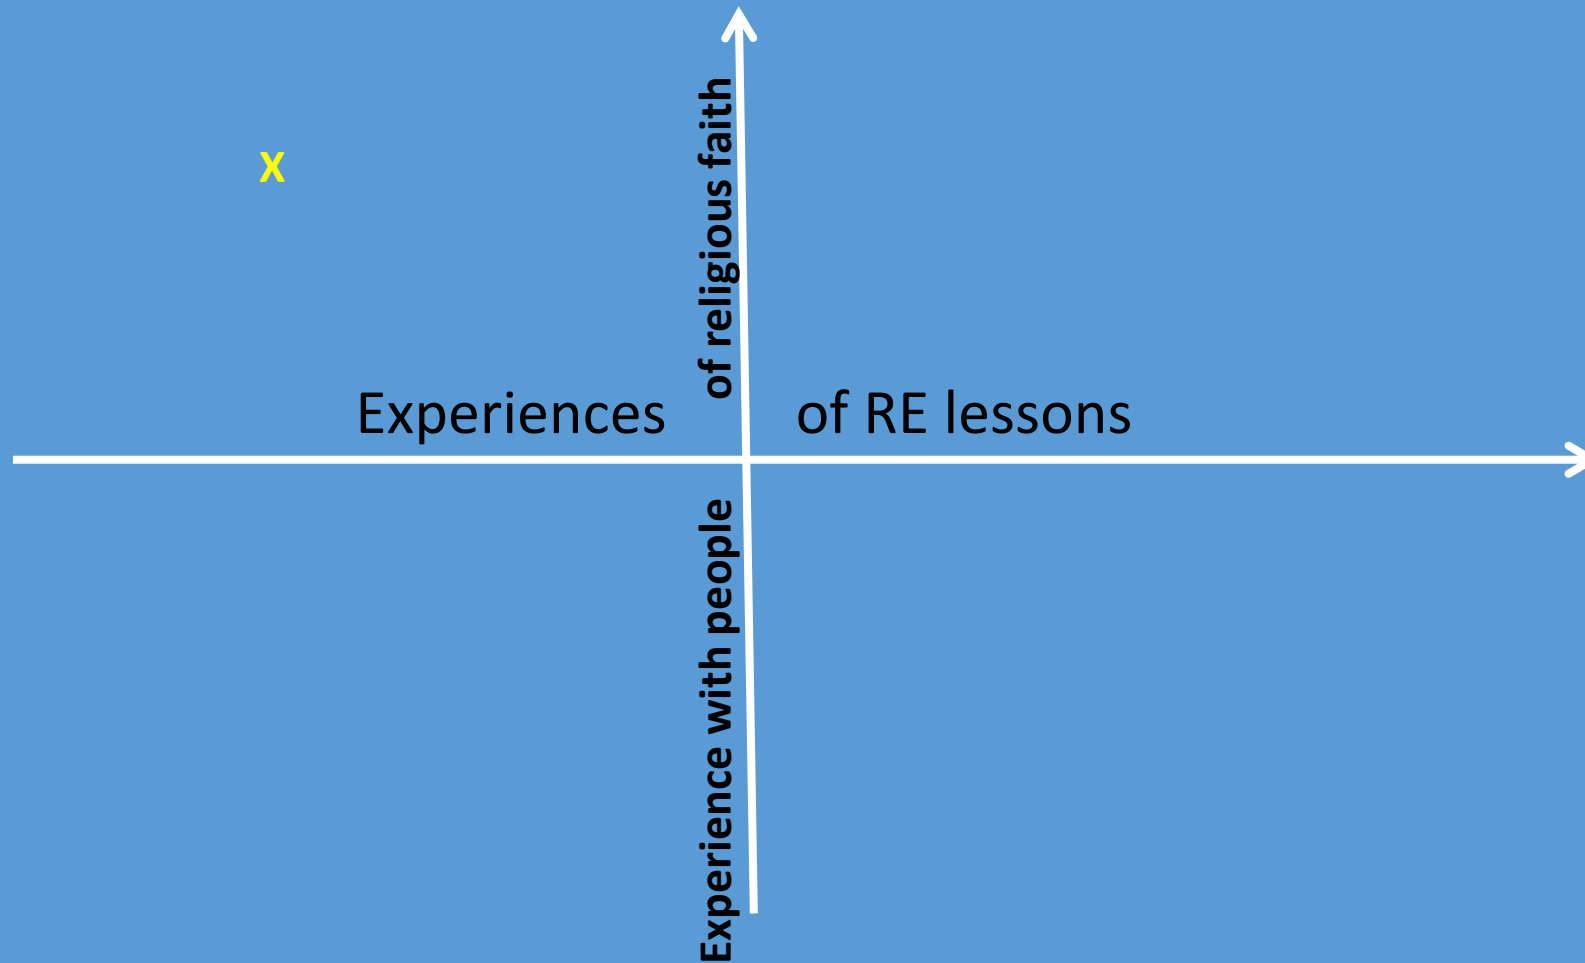 X
Experience with people of religious faith
Experiences of RE lessons